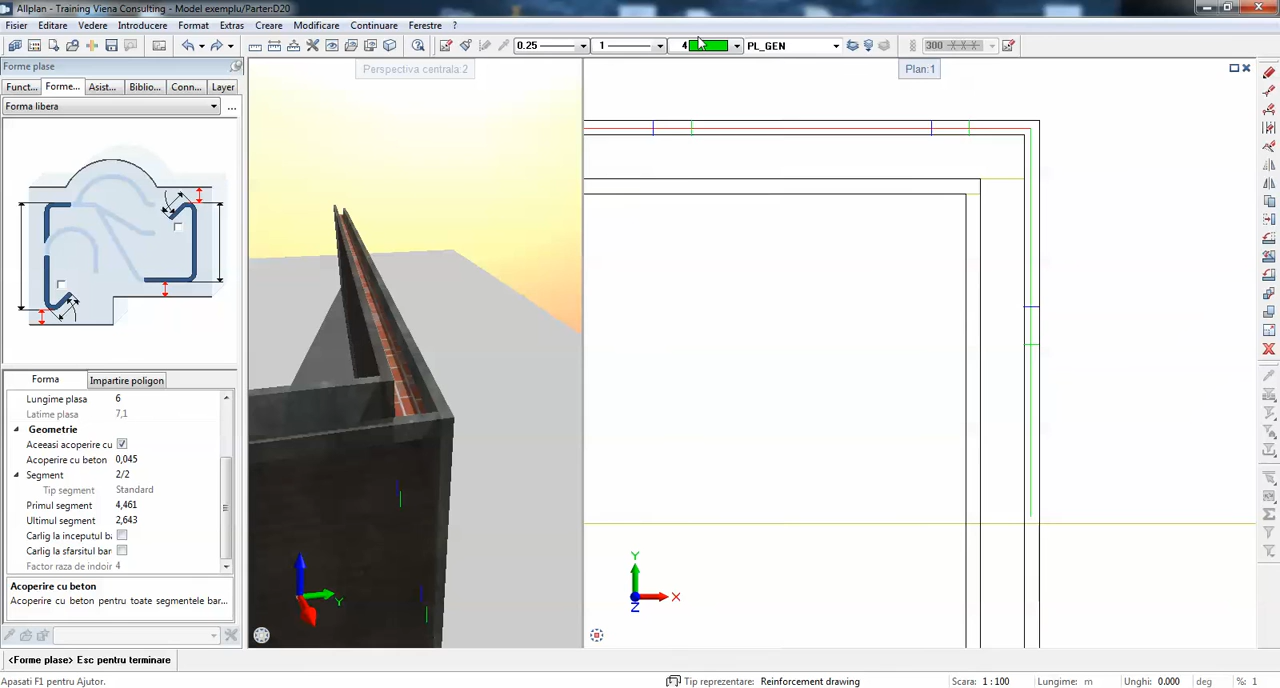 Allplan - Training Viena Consulting - Model exemplu/Parter:D20
Fisier Editare Vedere Introducere Format Extras Creare Modificare Continuare Ferestre ?
0.25 1 4 PL_GEN 300
Forme plase
Funct... Forme... Asist... Biblio... Conn... Layer
Forma libera ...
Perspectiva centrala:2
Plan:1
Forma Impartire poligon
Lungime plasa 6
Latime plasa 7,1
Geometrie
Aceeasi acoperire cu
Acoperire cu beton 0,045
Segment 2/2
Tip segment Standard
Primul segment 4,461
Ultimul segment 2,643
Carlig la inceputul b
Carlig la sfarsitul bar
Factor raza de indoir 4
Acoperire cu beton
Acoperire cu beton pentru toate segmentele bar...
Y
Y
X
Z
<Forme plase> Esc pentru terminare
Apasati F1 pentru Ajutor. Tip reprezentare: Reinforcement drawing Scara: 1 : 100 Lungime: m Unghi: 0.000 deg %: 1